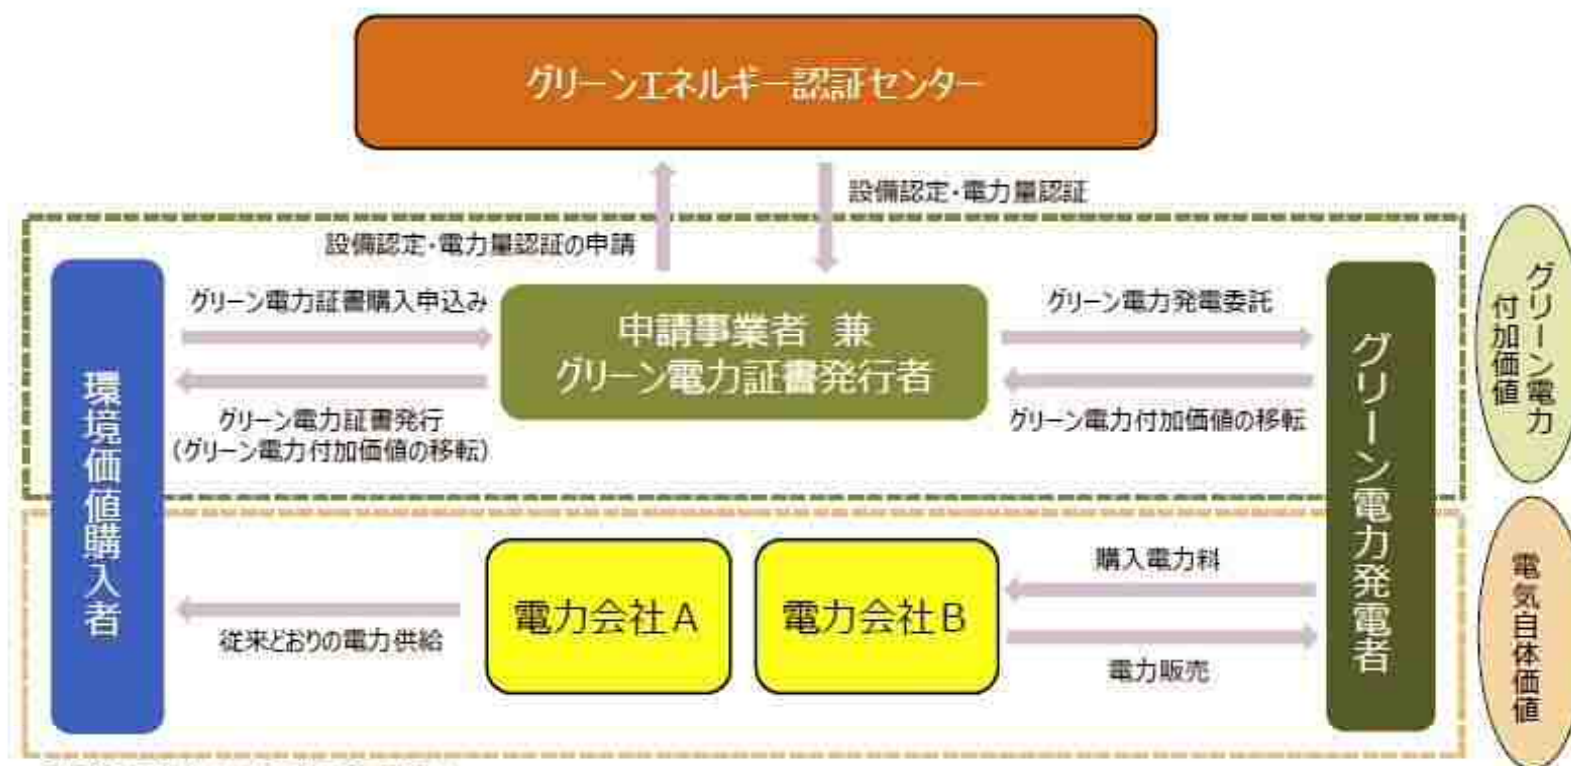 グリーンエネルギー認証センター
設備認定・電力量認証
設備認定・電力量認証の申請
グリーン電力証書購入申込み
申請事業者 兼
グリーン電力証書発行者
グリーン電力発電委託
グリーン電力証書発行
(グリーン電力付加価値の移転)
グリーン電力付加価値の移転
環境価値購入者
グリーン電力発電者
グリーン電力
付加価値
電力会社A
電力会社B
購入電力料
従来どおりの電力供給
電力販売
電気自体価値